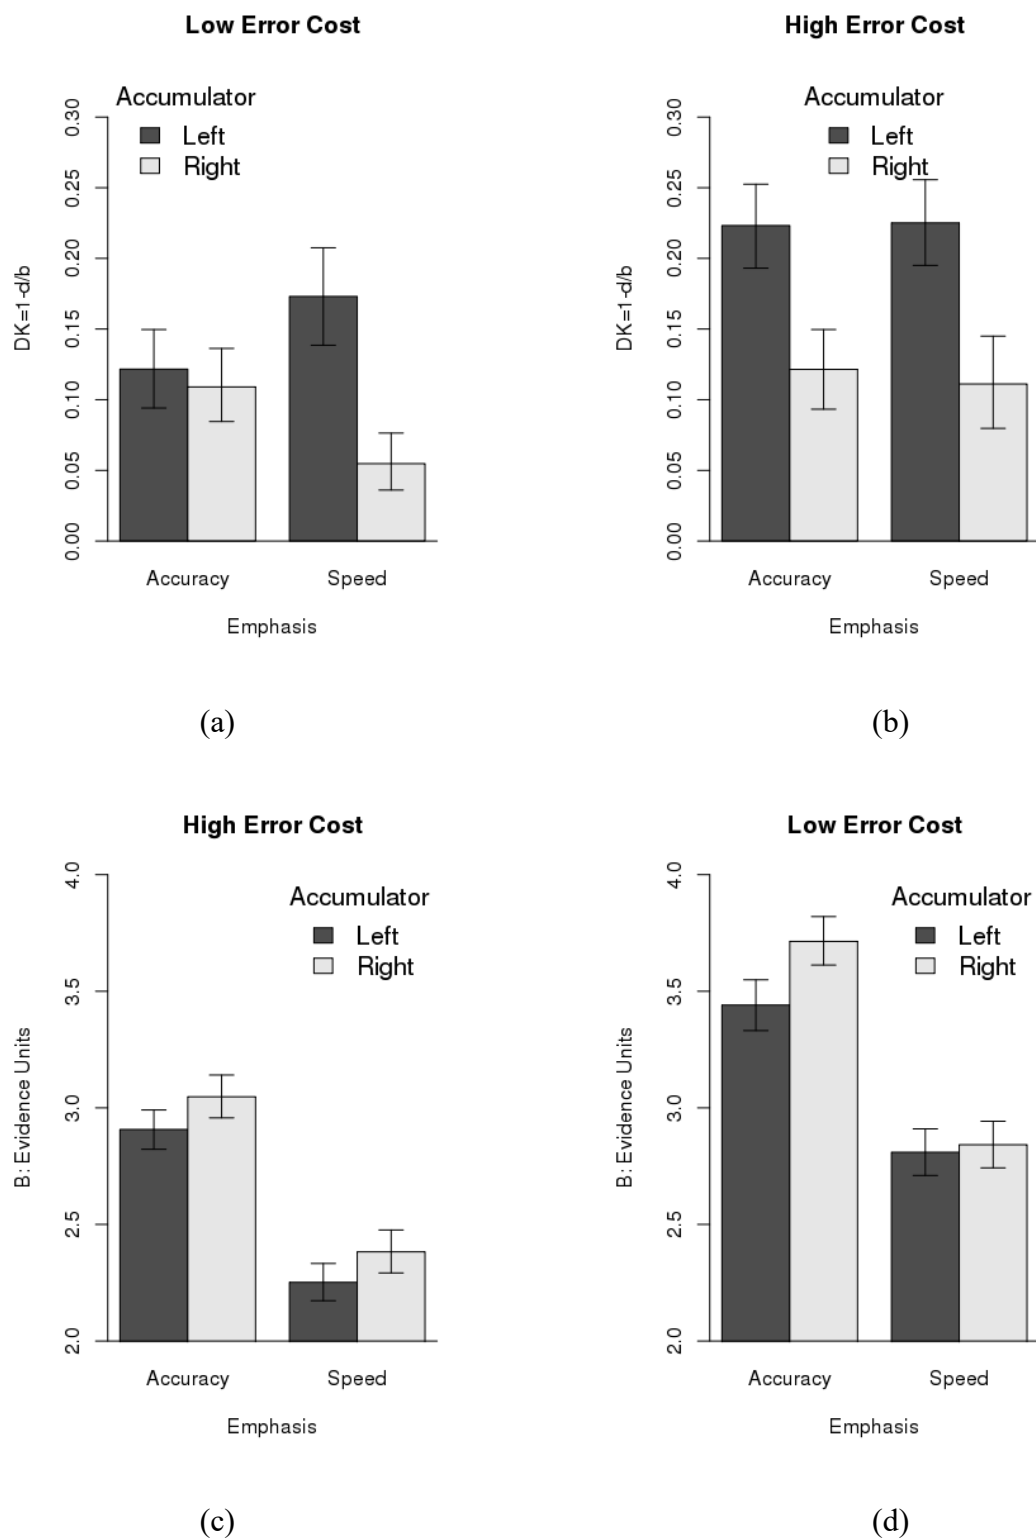 Low Error Cost
Accumulator
Left
Right
0.30
0.25
0.20
0.15
0.10
0.05
0.00
DK=1-d/b
Accuracy
Speed
Emphasis
(a)
High Error Cost
Accumulator
Left
Right
0.30
0.25
0.20
0.15
0.10
0.05
0.00
DK=1-d/b
Accuracy
Speed
Emphasis
(b)
High Error Cost
Accumulator
Left
Right
4.0
3.5
3.0
2.5
2.0
B: Evidence Units
Accuracy
Speed
Emphasis
(c)
Low Error Cost
Accumulator
Left
Right
4.0
3.5
3.0
2.5
2.0
B: Evidence Units
Accuracy
Speed
Emphasis
(d)